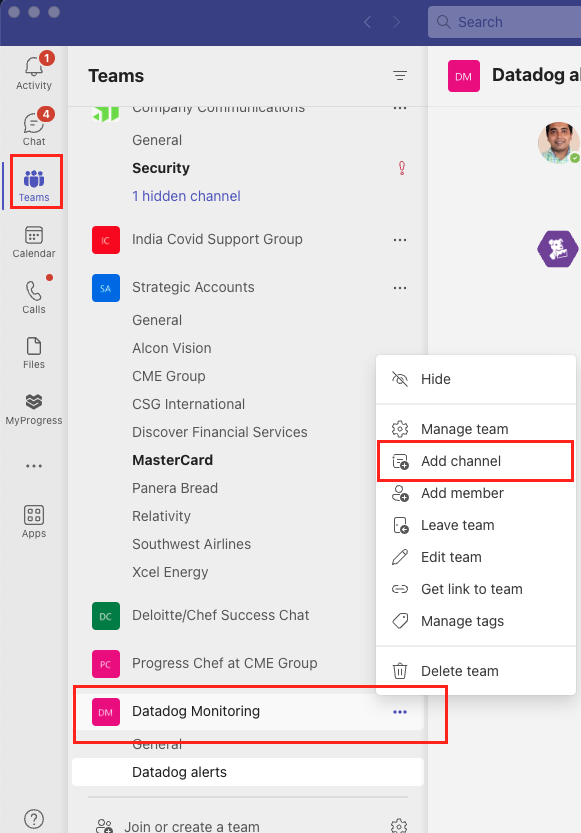 Search
1
Activity
4
Chat
Teams
Calendar
Calls
Files
MyProgress
Apps
Teams
Company Communications
General
Security
1 hidden channel
IC India Covid Support Group
SA Strategic Accounts
General
Alcon Vision
CME Group
CSG International
Discover Financial Services
MasterCard
Panera Bread
Relativity
Southwest Airlines
Xcel Energy
DC Deloitte/Chef Success Chat
PC Progress Chef at CME Group
DM Datadog Monitoring
General
Datadog alerts
Join or create a team
DM Datadog al
Hide
Manage team
Add channel
Add member
Leave team
Edit team
Get link to team
Manage tags
Delete team